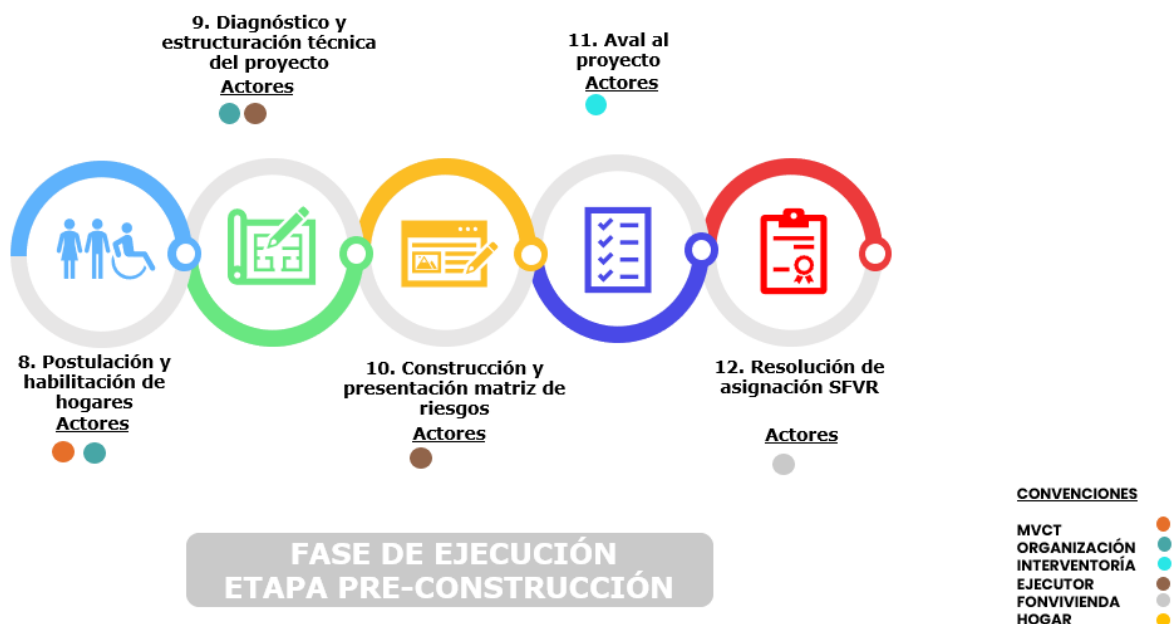 9. Diagnóstico y
estructuración técnica
del proyecto
Actores
11. Aval al
proyecto
Actores
8. Postulación y
habilitación de
hogares
Actores
10. Construcción y
presentación matriz de
riesgos
Actores
12. Resolución de
asignación SFVR
Actores
FASE DE EJECUCIÓN
ETAPA PRE-CONSTRUCCIÓN
CONVENCIONES
MVCT
ORGANIZACIÓN
INTERVENTORÍA
EJECUTOR
FONVIVIENDA
HOGAR